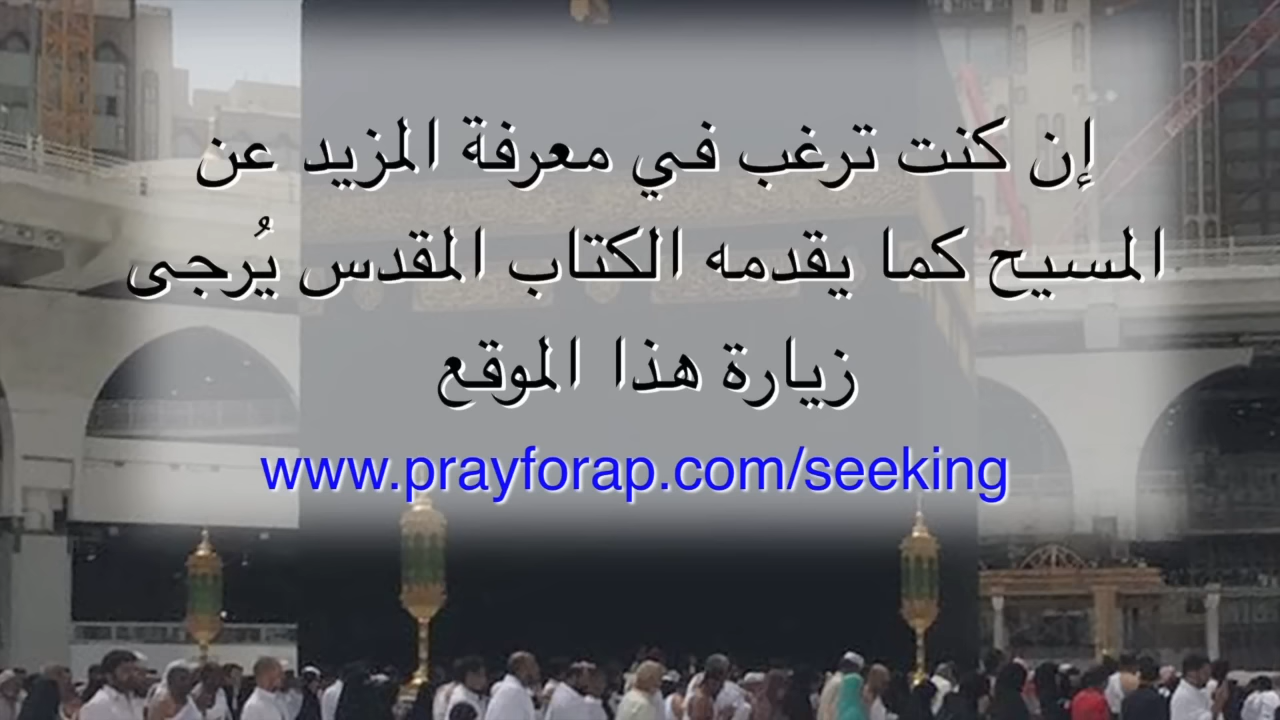 إن كنت ترغب في معرفة المزيد عن
المسيح كما يقدمه الكتاب المقدس يُرجى
زيارة هذا الموقع
www.prayforap.com/seeking